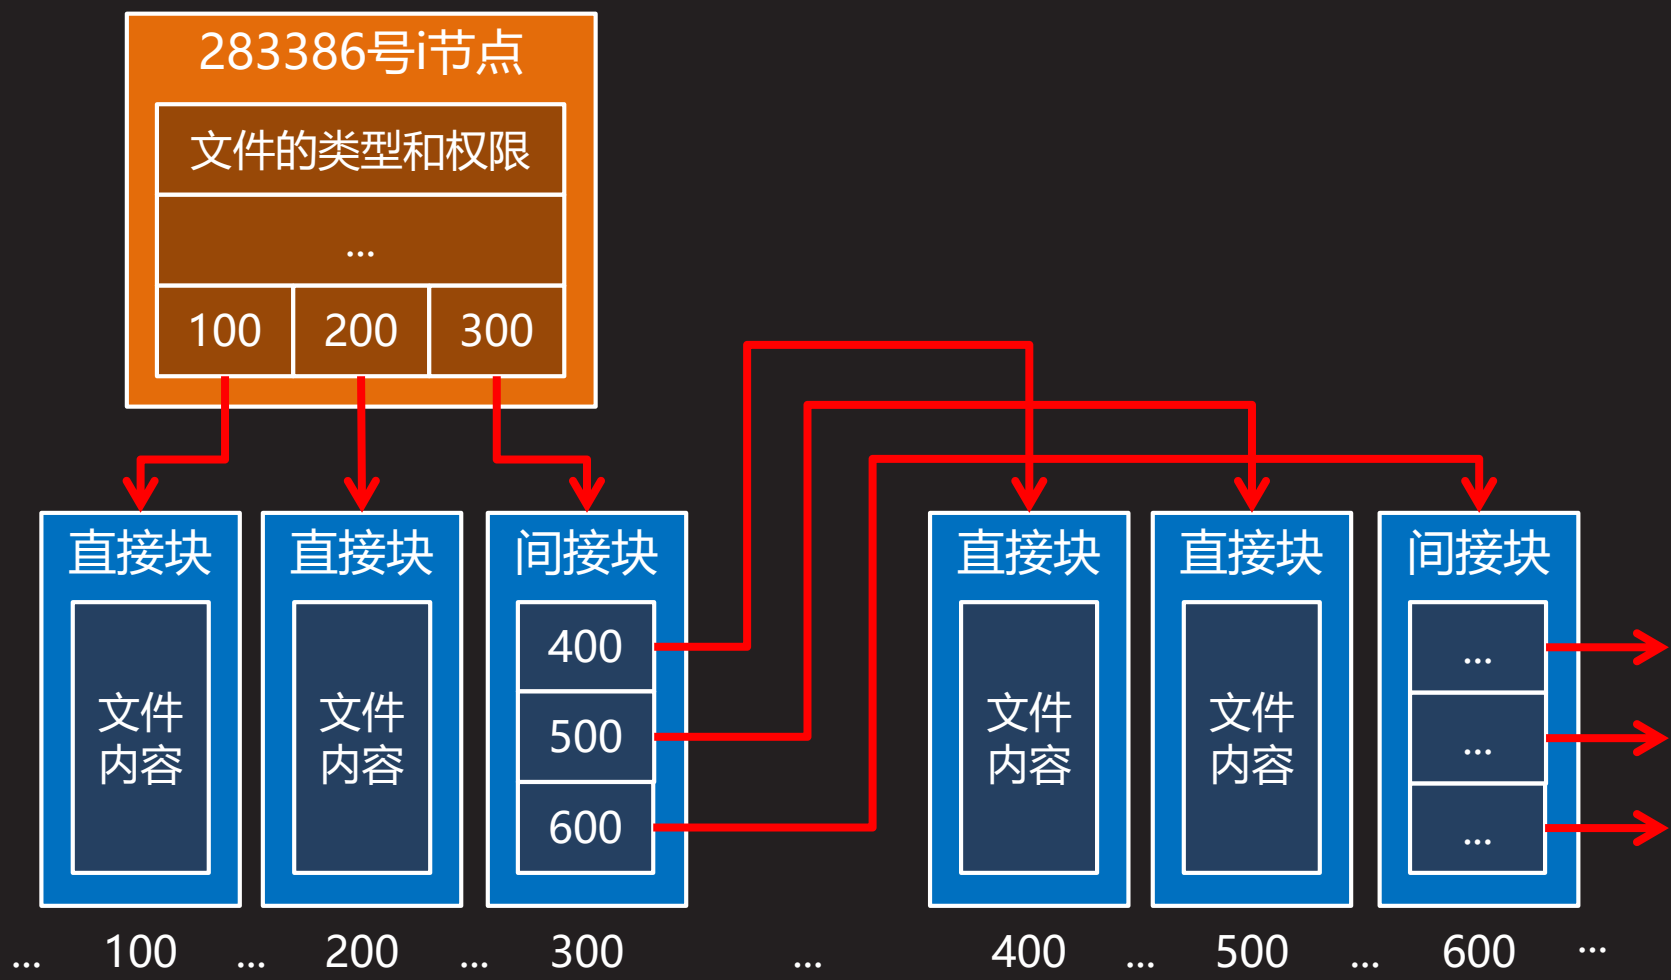 283386号i节点
文件的类型和权限
...
100 200 300
直接块 直接块 间接块 直接块 直接块 间接块
400 ...
文件 文件 文件 文件
500 ...
内容 内容 内容 内容
600 ...
... 100 ... 200 ... 300 ... 400 ... 500 ... 600 ...